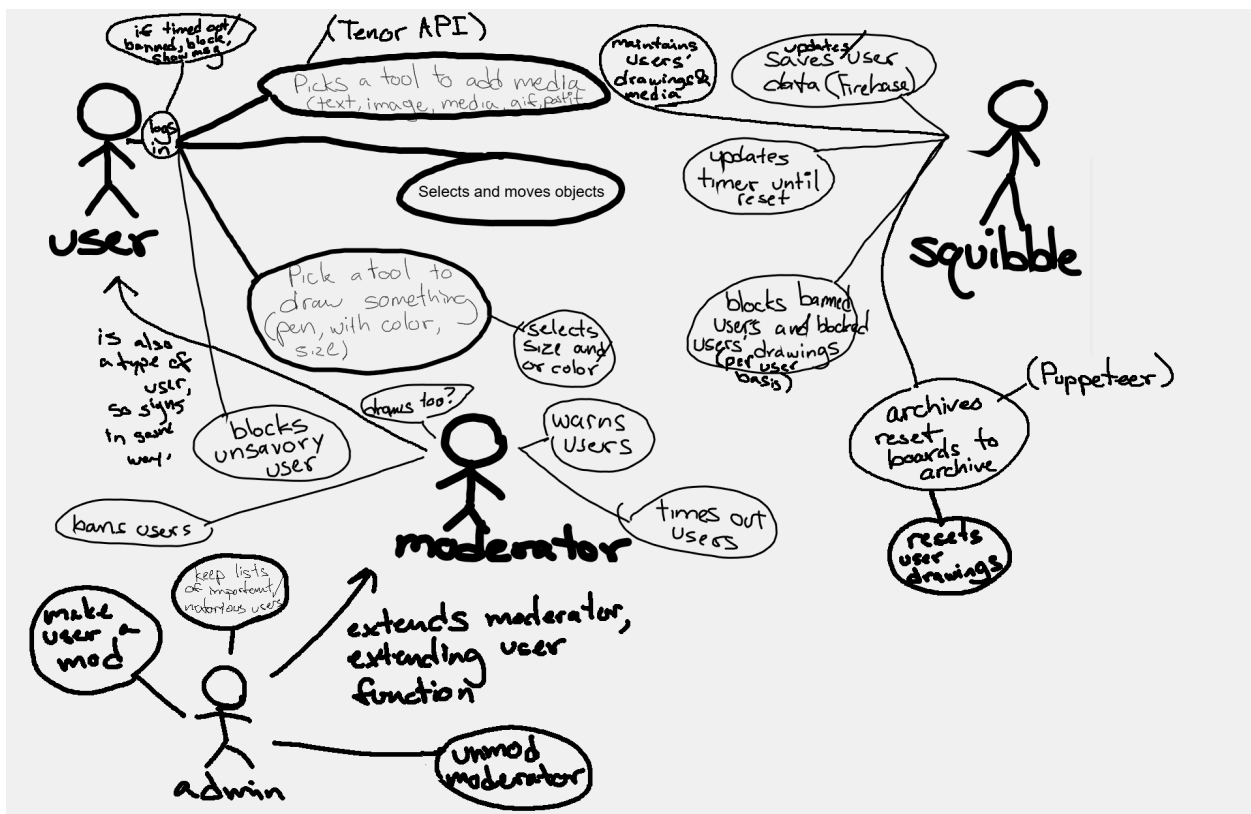 if timed out/
banned, block,
show msg
(Tenor API)
Picks a tool to add media
(text, image, media, gif, postit
maintains
users'
drawings &
media
updates
saves user
data (Firebase)
logs
in
updates
timer until
reset
Selects and moves objects
user
squibble
Pick a tool to
draw something
(pen, with color,
size)
selects
size and
or color
blocks banned
users and blocked
users' drawings
(per user
basis)
is also
a type of
user,
so signs
in same
way.
(Puppeteer)
archives
reset
boards to
archive
draws too?
blocks
unsavory
user
warns
users
bans users
times out
users
moderator
resets
user
drawings
keep lists
of important/
notorious users
make
user a
mod
extends moderator,
extending user
function
unmod
moderator
admin